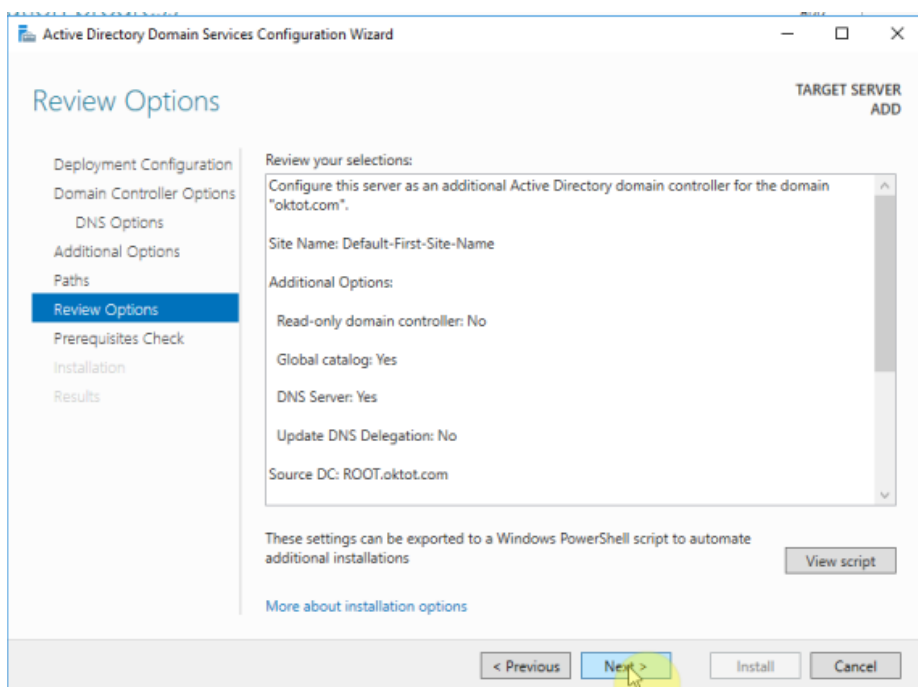 Active Directory Domain Services Configuration Wizard
Review Options
TARGET SERVER
ADD
Deployment Configuration
Domain Controller Options
DNS Options
Additional Options
Paths
Review Options
Prerequisites Check
Installation
Results
Review your selections:
Configure this server as an additional Active Directory domain controller for the domain
"oktot.com".
Site Name: Default-First-Site-Name
Additional Options:
Read-only domain controller: No
Global catalog: Yes
DNS Server: Yes
Update DNS Delegation: No
Source DC: ROOT.oktot.com
These settings can be exported to a Windows PowerShell script to automate
additional installations
View script
More about installation options
< Previous
Next >
Install
Cancel